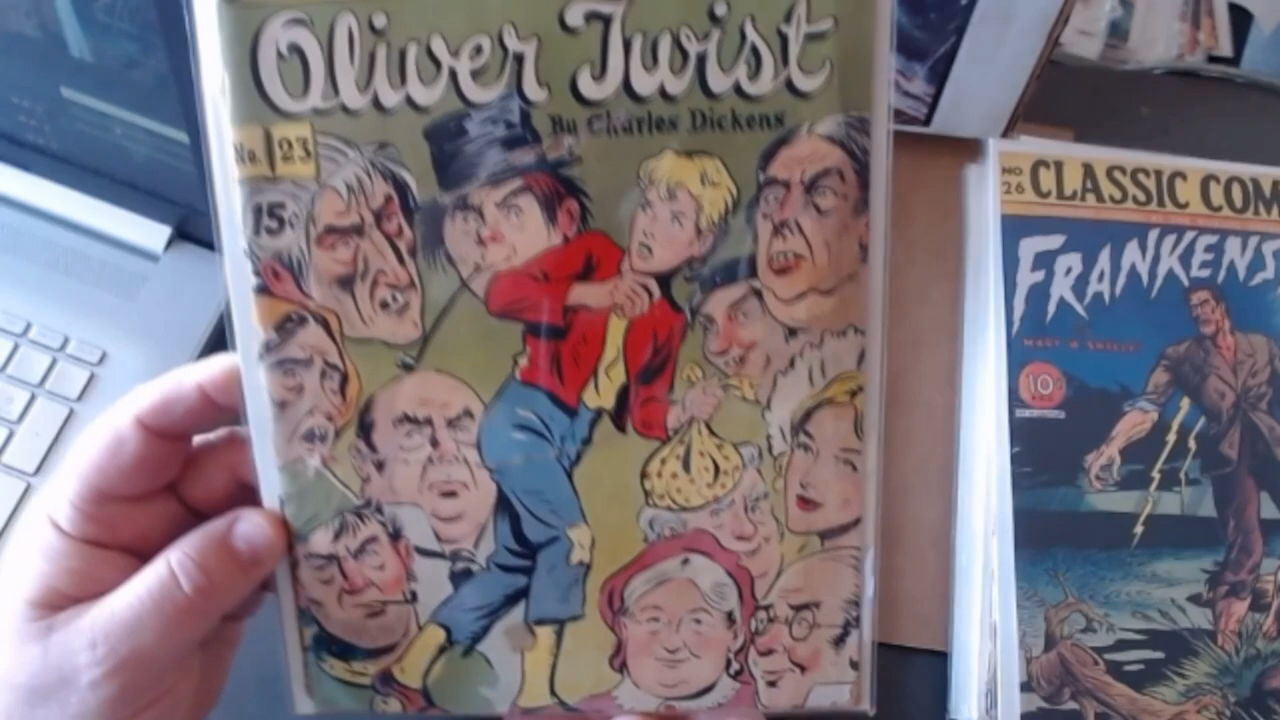 Oliver Twist
By Charles Dickens
No. 23
15¢
NO 26 CLASSIC COM
FRANKENS
10¢